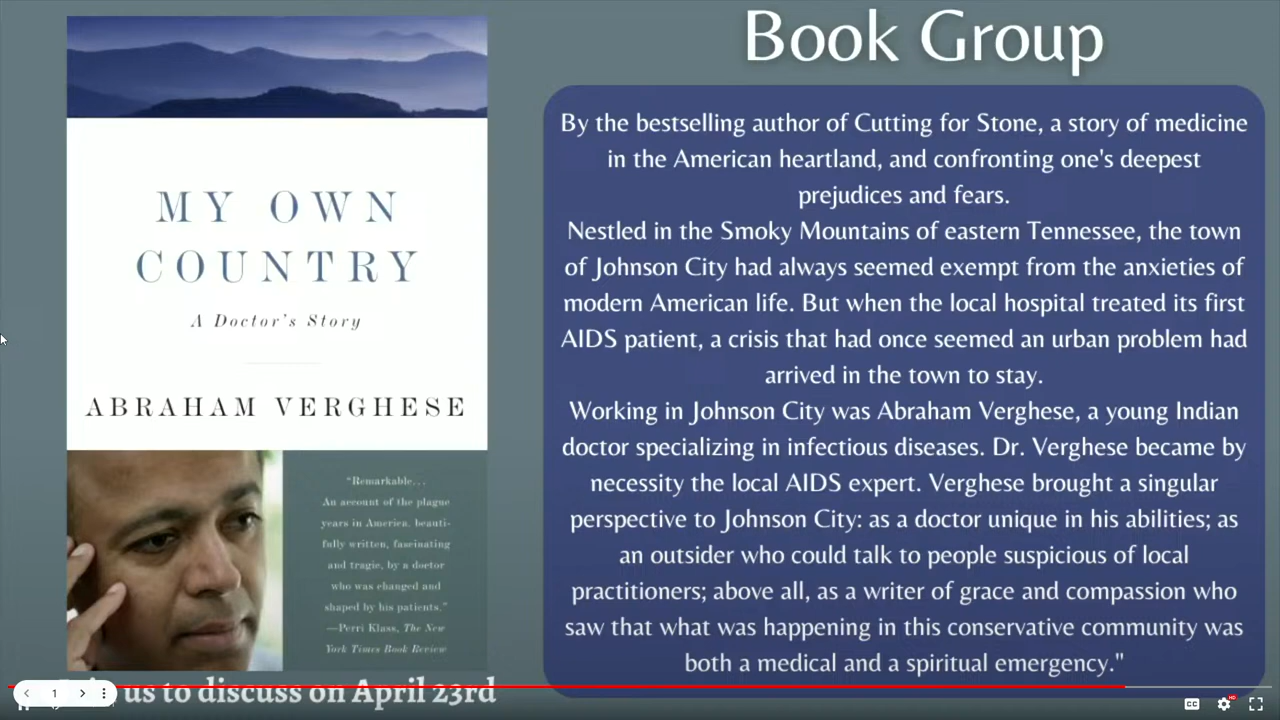 Book Group
MY OWN
COUNTRY
A Doctor's Story
ABRAHAM VERGHESE
"Remarkable...
An account of the plague
years in America, beauti-
fully written, fascinating
and tragic, by a doctor
who was changed and
shaped by his patients."
—Perri Klass, The New
York Times Book Review
By the bestselling author of Cutting for Stone, a story of medicine
in the American heartland, and confronting one's deepest
prejudices and fears.
Nestled in the Smoky Mountains of eastern Tennessee, the town
of Johnson City had always seemed exempt from the anxieties of
modern American life. But when the local hospital treated its first
AIDS patient, a crisis that had once seemed an urban problem had
arrived in the town to stay.
Working in Johnson City was Abraham Verghese, a young Indian
doctor specializing in infectious diseases. Dr. Verghese became by
necessity the local AIDS expert. Verghese brought a singular
perspective to Johnson City: as a doctor unique in his abilities; as
an outsider who could talk to people suspicious of local
practitioners; above all, as a writer of grace and compassion who
saw that what was happening in this conservative community was
both a medical and a spiritual emergency."
us to discuss on April 23rd
1
CC
HD